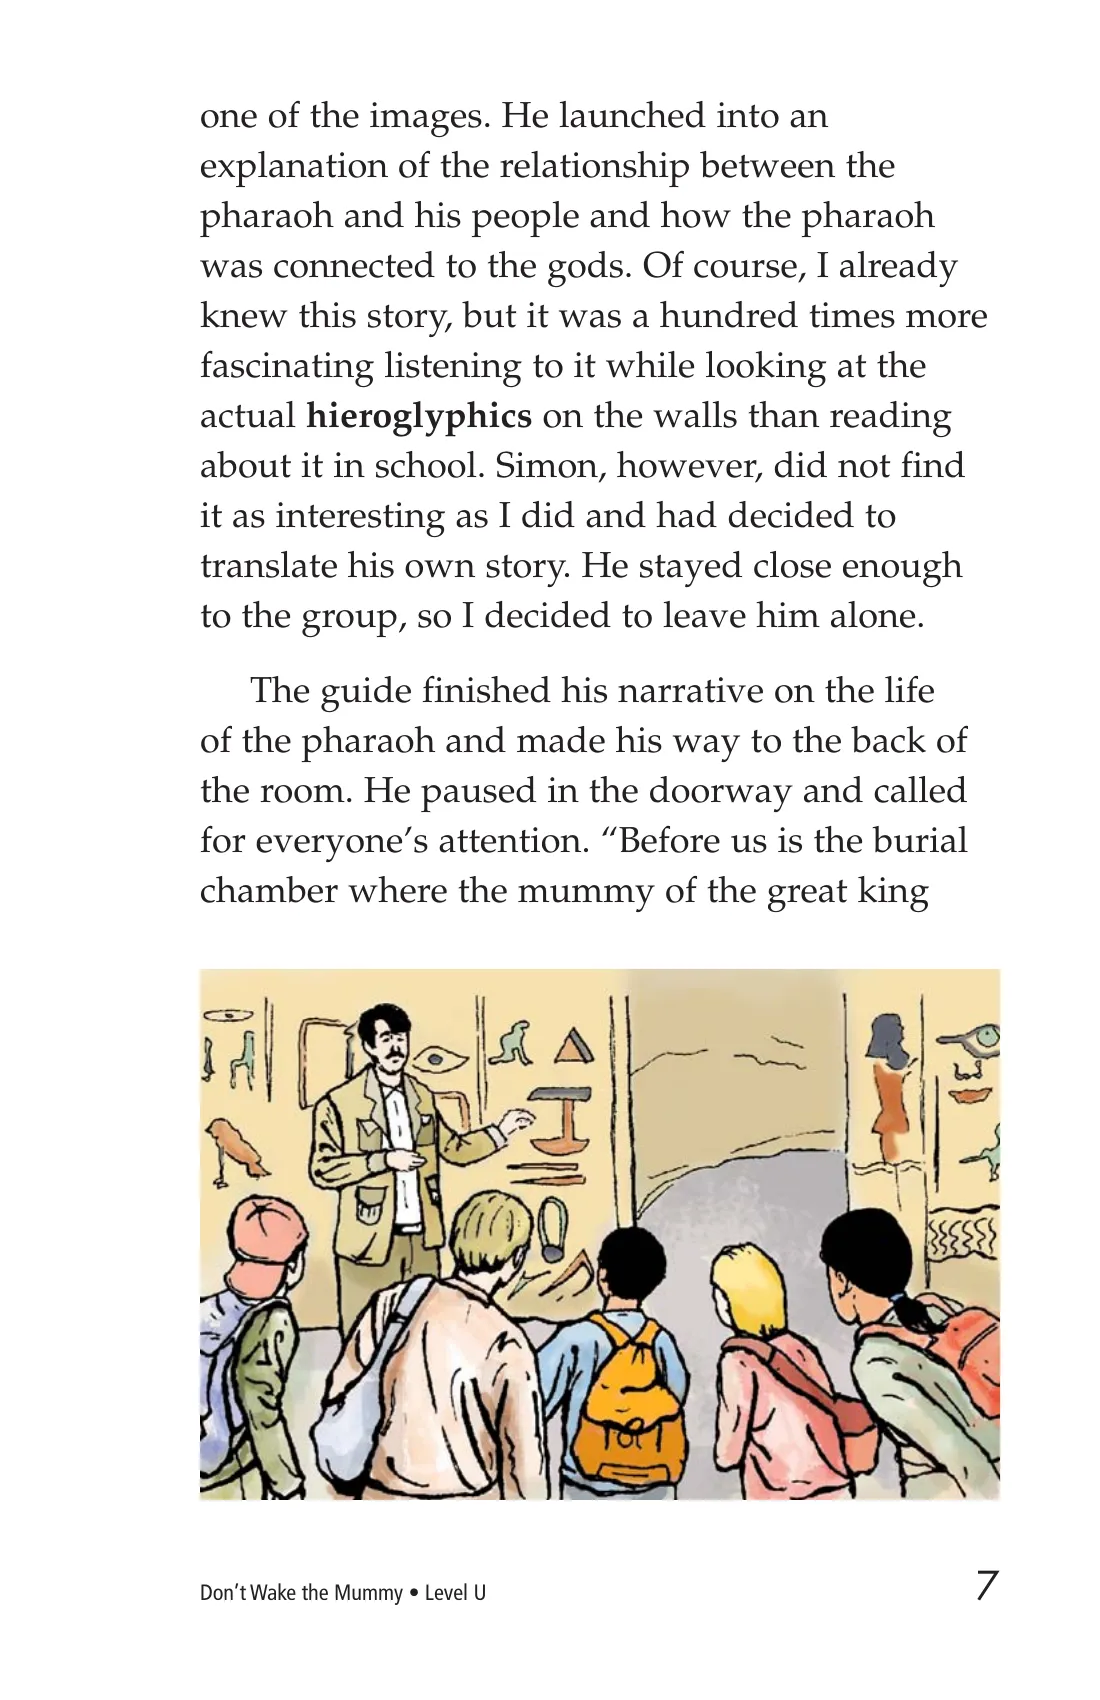 one of the images. He launched into an
explanation of the relationship between the
pharaoh and his people and how the pharaoh
was connected to the gods. Of course, I already
knew this story, but it was a hundred times more
fascinating listening to it while looking at the
actual hieroglyphics on the walls than reading
about it in school. Simon, however, did not find
it as interesting as I did and had decided to
translate his own story. He stayed close enough
to the group, so I decided to leave him alone.
The guide finished his narrative on the life
of the pharaoh and made his way to the back of
the room. He paused in the doorway and called
for everyone’s attention. “Before us is the burial
chamber where the mummy of the great king
Don’t Wake the Mummy • Level U
7